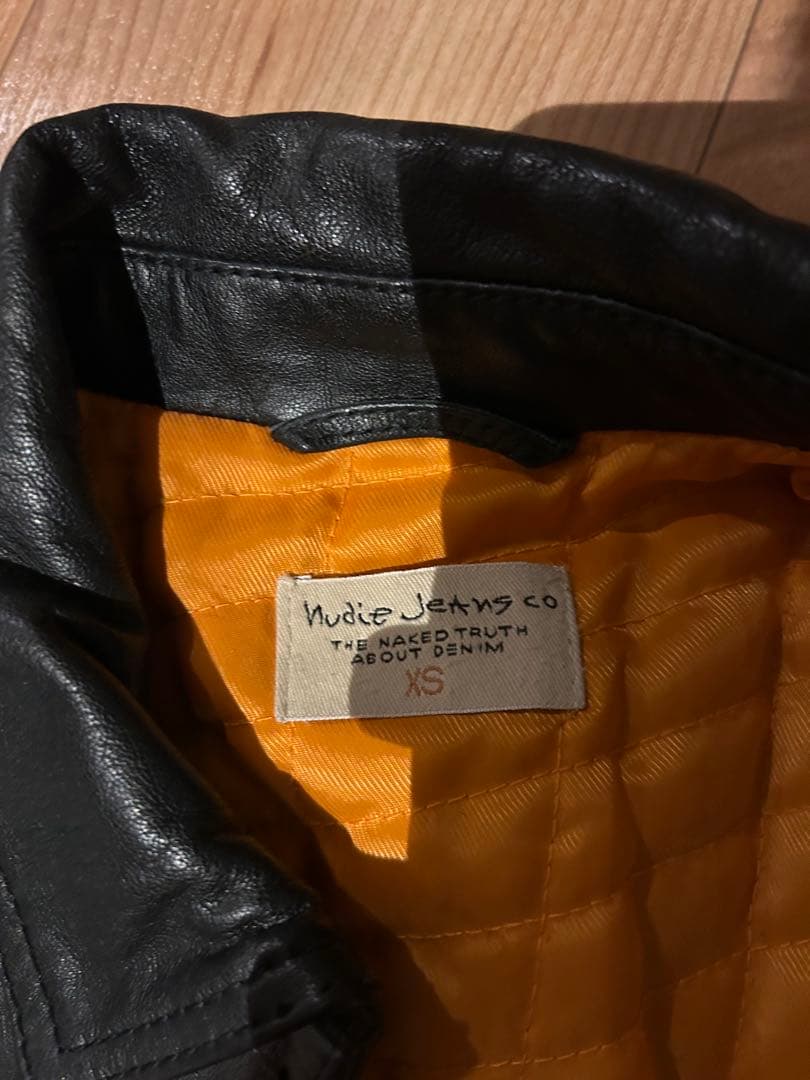 Nudie Jeans co
THE NAKED TRUTH
ABOUT DENIM
XS